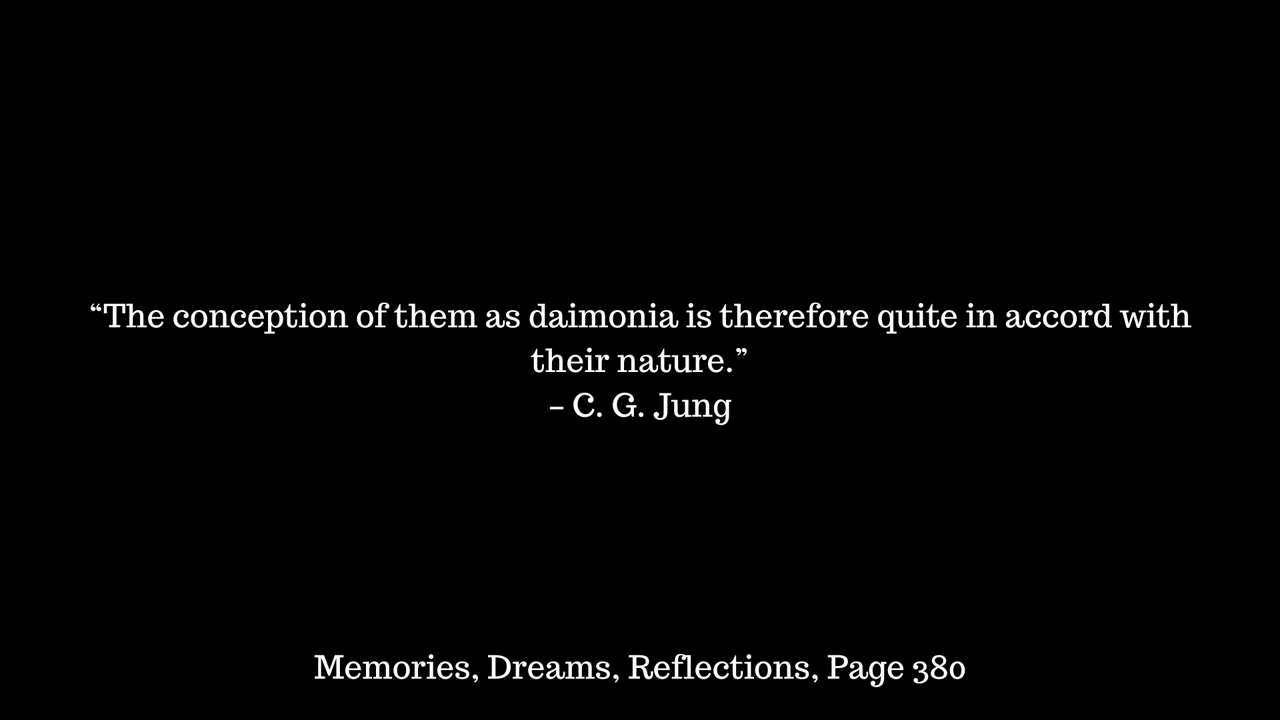 “The conception of them as daimonia is therefore quite in accord with
their nature.”
– C. G. Jung
Memories, Dreams, Reflections, Page 380